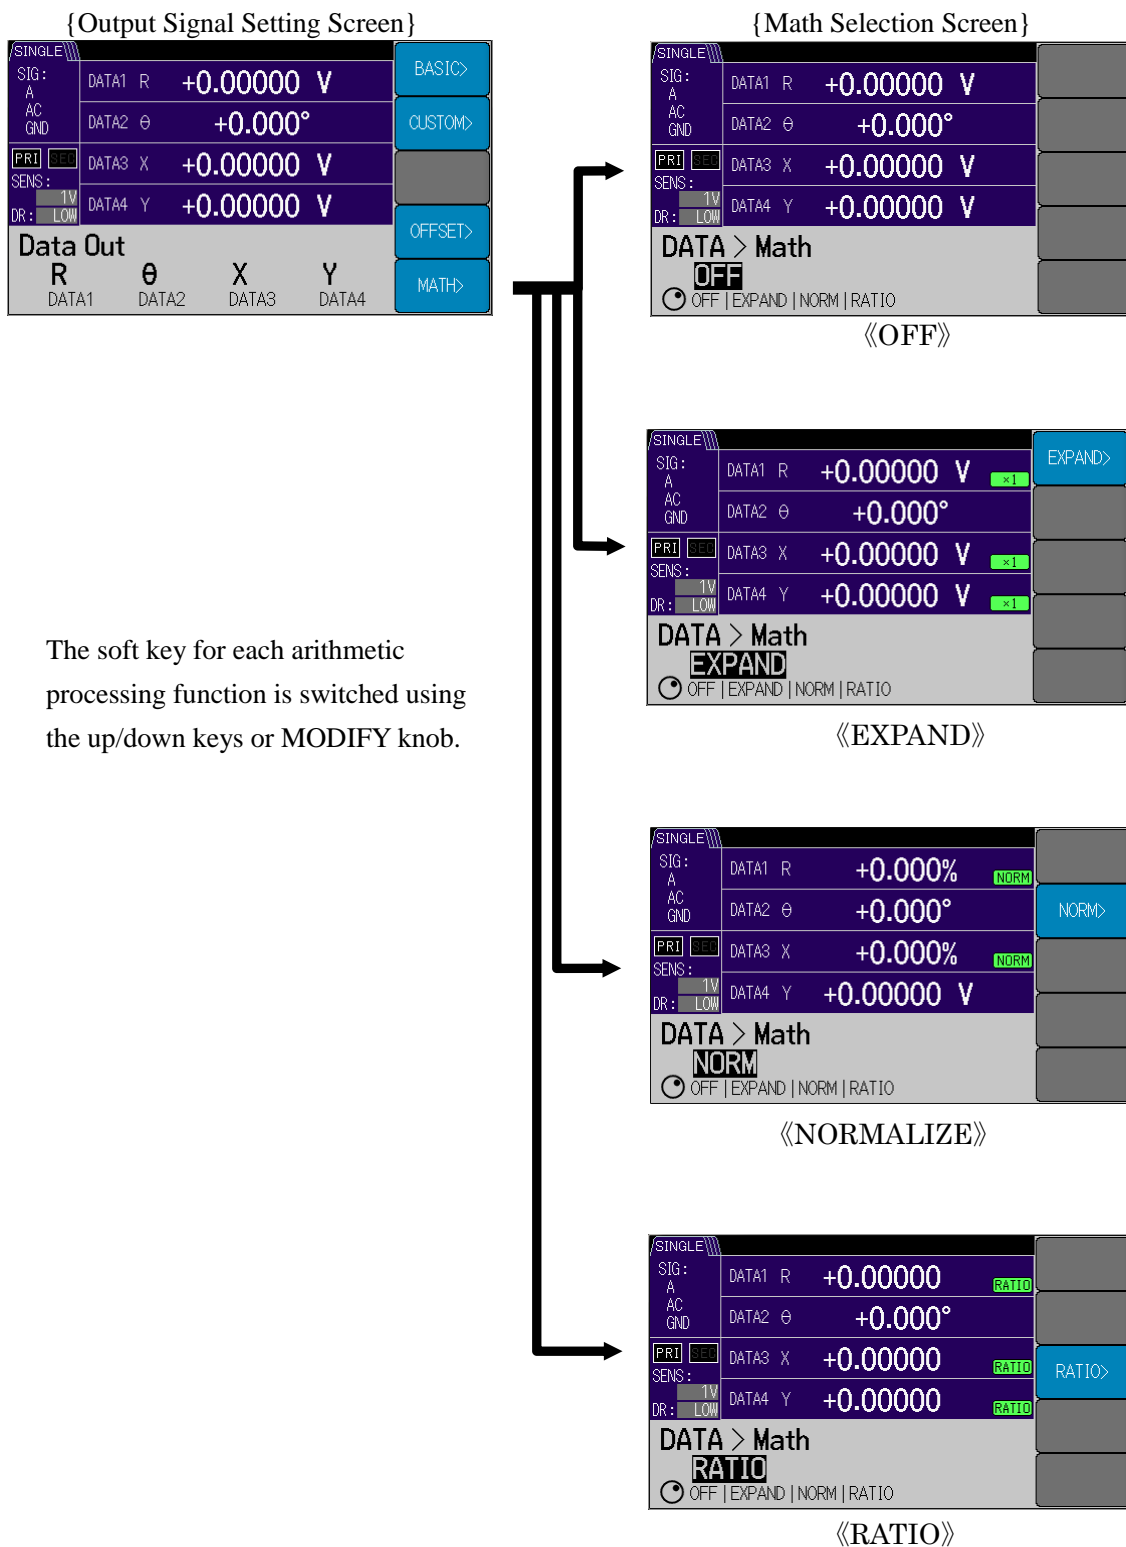 {Output Signal Setting Screen}
SINGLE
SIG:
A
AC
GND
PRI SEC
SENS:
1V
DR: LOW
DATA1 R +0.00000 V
DATA2 θ +0.000°
DATA3 X +0.00000 V
DATA4 Y +0.00000 V
Data Out
R θ X Y
DATA1 DATA2 DATA3 DATA4
BASIC>
CUSTOM>
OFFSET>
MATH>
The soft key for each arithmetic
processing function is switched using
the up/down keys or MODIFY knob.
{Math Selection Screen}
SINGLE
SIG:
A
AC
GND
PRI SEC
SENS:
1V
DR: LOW
DATA1 R +0.00000 V
DATA2 θ +0.000°
DATA3 X +0.00000 V
DATA4 Y +0.00000 V
DATA > Math
OFF
OFF | EXPAND | NORM | RATIO
《OFF》
SINGLE
SIG:
A
AC
GND
PRI SEC
SENS:
1V
DR: LOW
DATA1 R +0.00000 V ×1
DATA2 θ +0.000°
DATA3 X +0.00000 V ×1
DATA4 Y +0.00000 V ×1
DATA > Math
EXPAND
OFF | EXPAND | NORM | RATIO
EXPAND>
《EXPAND》
SINGLE
SIG:
A
AC
GND
PRI SEC
SENS:
1V
DR: LOW
DATA1 R +0.000% NORM
DATA2 θ +0.000°
DATA3 X +0.000% NORM
DATA4 Y +0.00000 V
DATA > Math
NORM
OFF | EXPAND | NORM | RATIO
NORM>
《NORMALIZE》
SINGLE
SIG:
A
AC
GND
PRI SEC
SENS:
1V
DR: LOW
DATA1 R +0.00000 RATIO
DATA2 θ +0.000°
DATA3 X +0.00000 RATIO
DATA4 Y +0.00000 RATIO
DATA > Math
RATIO
OFF | EXPAND | NORM | RATIO
RATIO>
《RATIO》